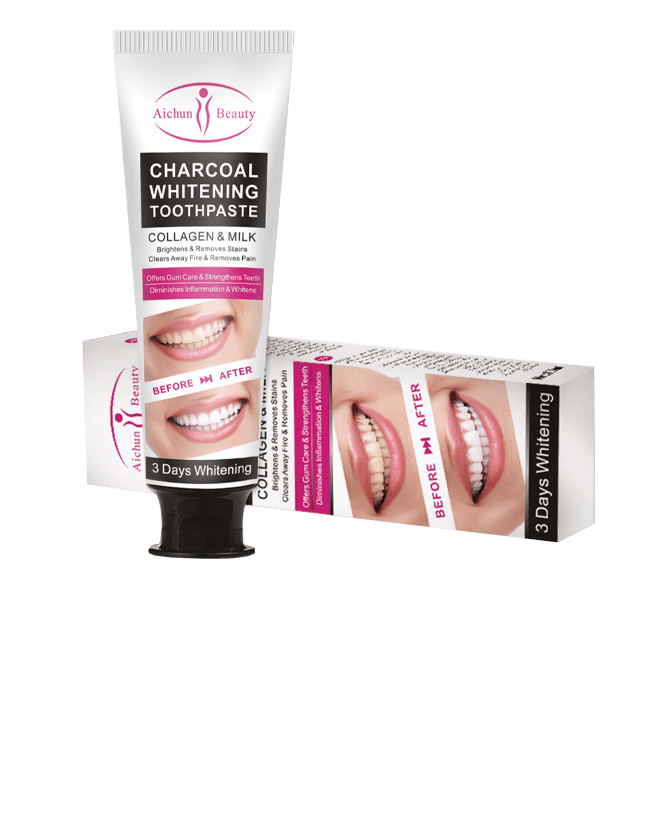 Aichun Beauty
CHARCOAL
WHITENING
TOOTHPASTE
COLLAGEN & MILK
Brightens & Removes Stains
Clears Away Fire & Removes Pain
Offers Gum Care & Strengthens Teeth
Diminishes Inflammation & Whitens
BEFORE AFTER
3 Days Whitening
Aichun Beauty
COLLAGEN & MILK
Brightens & Removes Stains
Clears Away Fire & Removes Pain
Offers Gum Care & Strengthens Teeth
Diminishes Inflammation & Whitens
BEFORE AFTER
3 Days Whitening